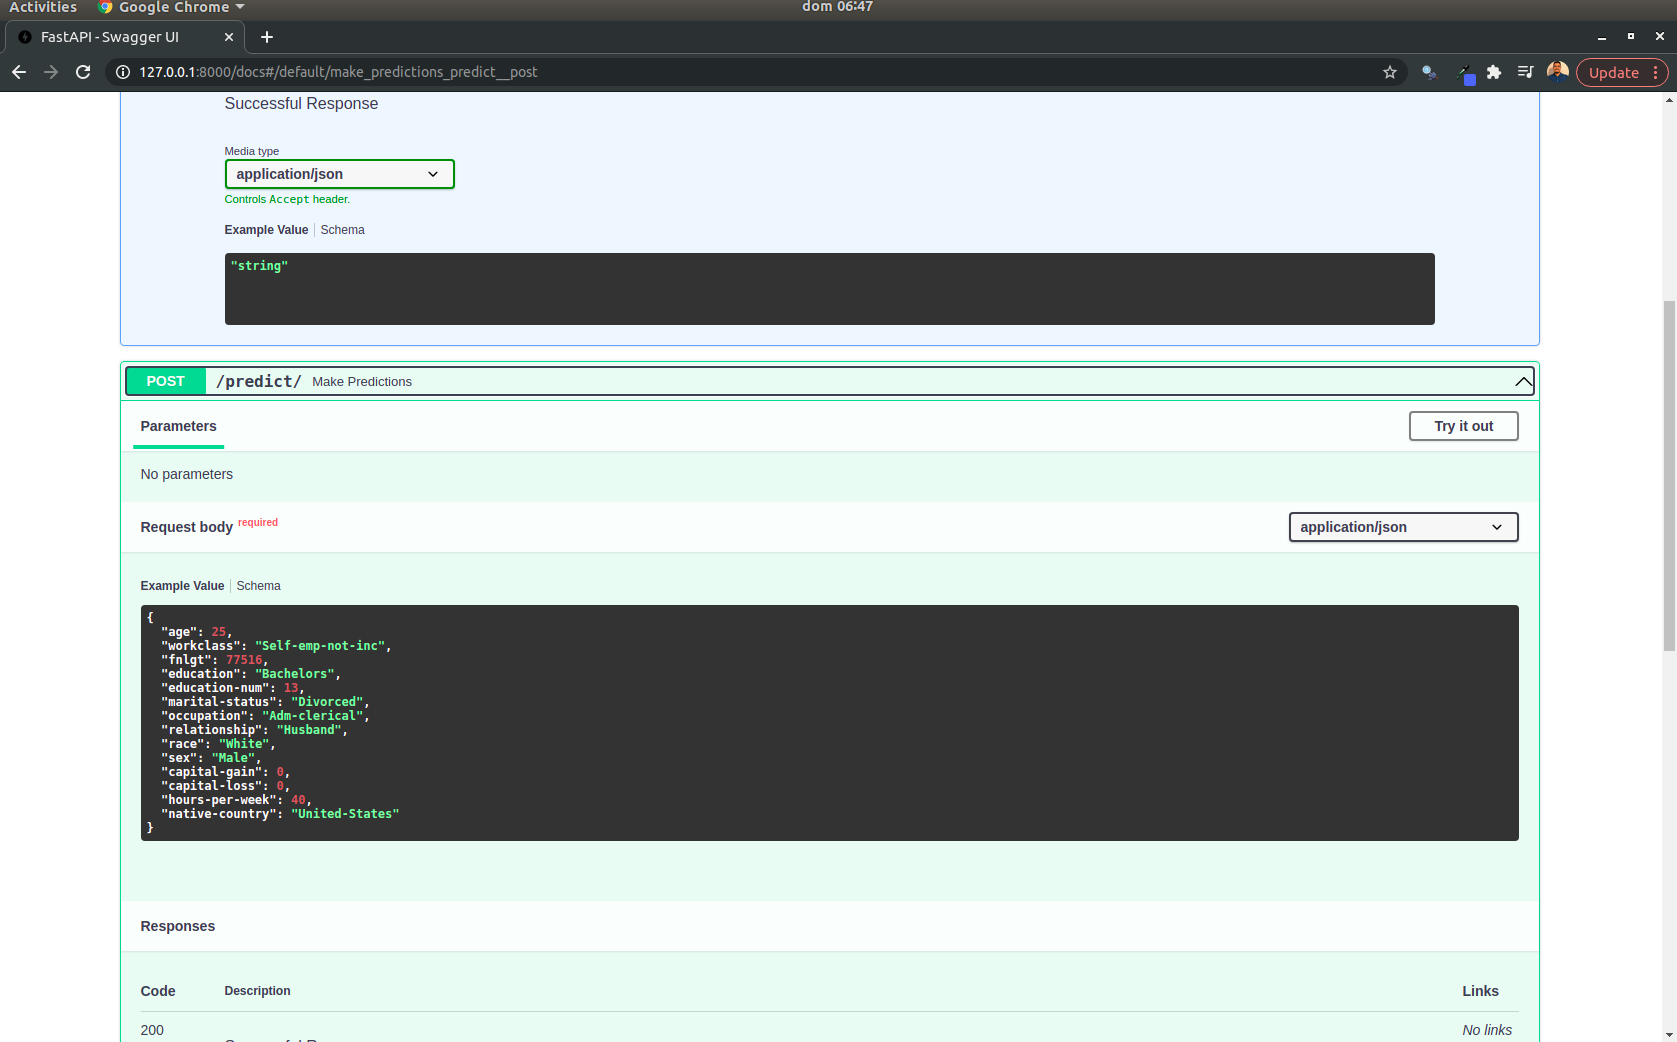 Activities Google Chrome dom 06:47
FastAPI - Swagger UI
127.0.0.1:8000/docs#/default/make_predictions_predict__post Update
Successful Response
Media type
application/json
Controls Accept header.
Example Value Schema
"string"
POST /predict/ Make Predictions
Parameters Try it out
No parameters
Request body required application/json
Example Value Schema
{
"age": 25,
"workclass": "Self-emp-not-inc",
"fnlgt": 77516,
"education": "Bachelors",
"education-num": 13,
"marital-status": "Divorced",
"occupation": "Adm-clerical",
"relationship": "Husband",
"race": "White",
"sex": "Male",
"capital-gain": 0,
"capital-loss": 0,
"hours-per-week": 40,
"native-country": "United-States"
}
Responses
Code Description Links
200 No links